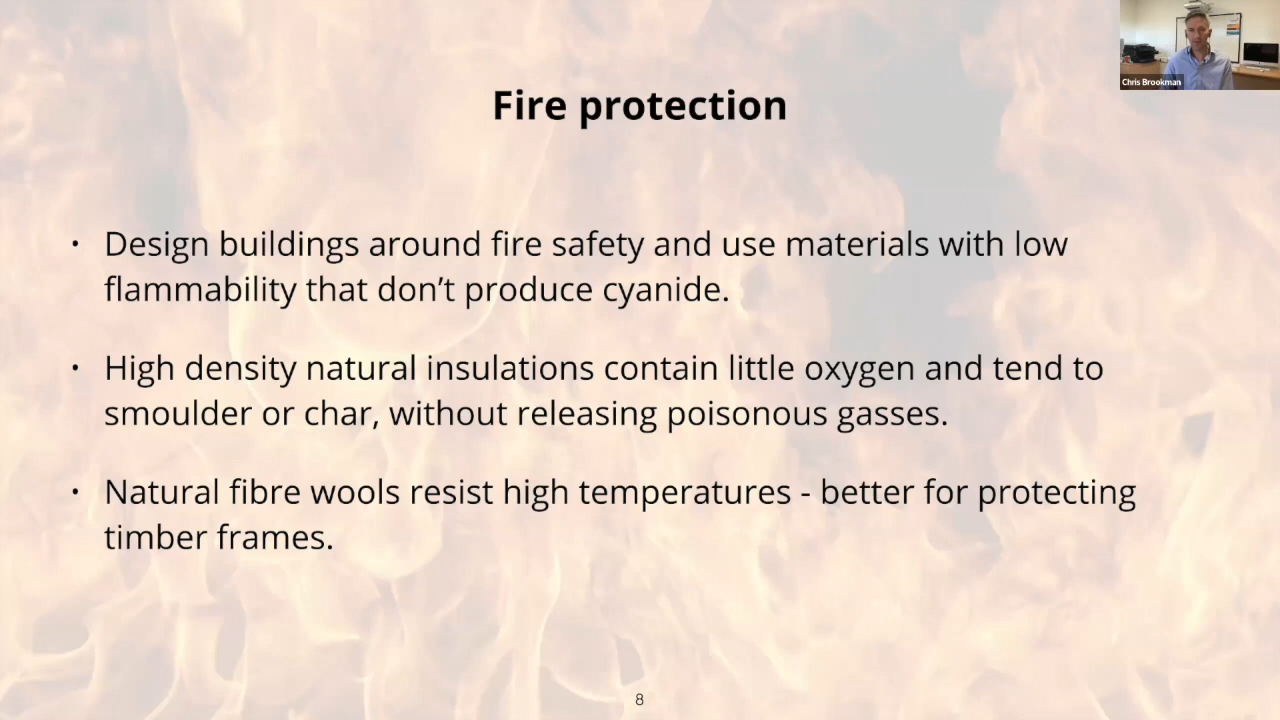 Chris Brookman
Fire protection
• Design buildings around fire safety and use materials with low
flammability that don’t produce cyanide.
• High density natural insulations contain little oxygen and tend to
smoulder or char, without releasing poisonous gasses.
• Natural fibre wools resist high temperatures - better for protecting
timber frames.
8